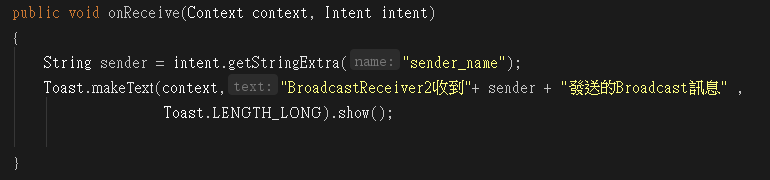 public void onReceive(Context context, Intent intent)
{
String sender = intent.getStringExtra( name: "sender_name");
Toast.makeText(context, text: "BroadcastReceiver2收到"+ sender + "發送的Broadcast訊息" ,
Toast.LENGTH_LONG).show();
}